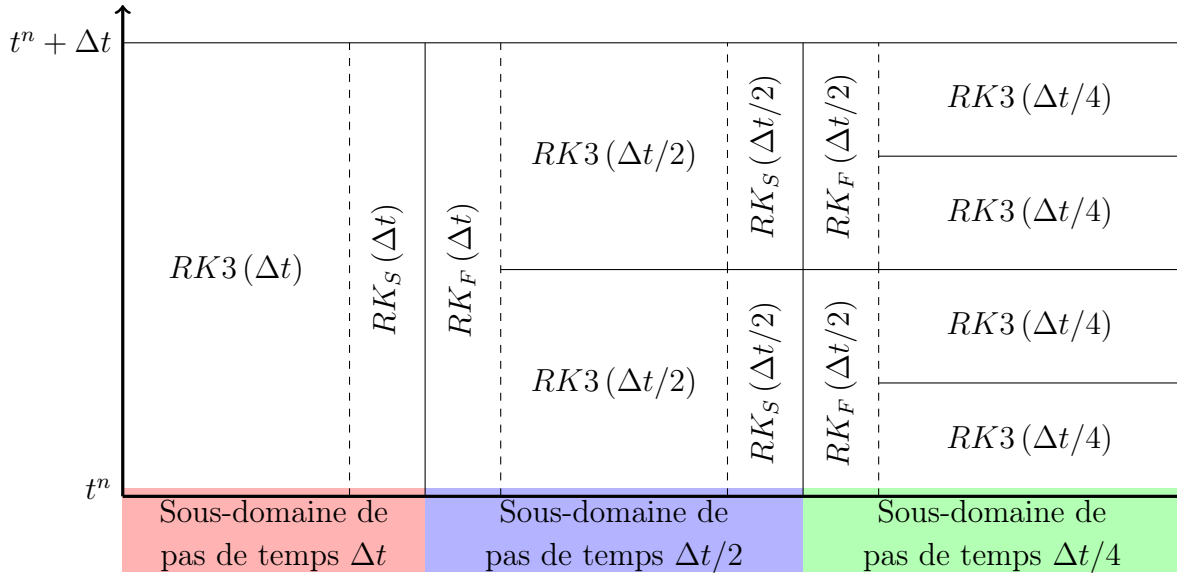 tⁿ + Δt
RK3 (Δt)
RK_S (Δt)
RK_F (Δt)
RK3 (Δt/2)
RK3 (Δt/2)
RK_S (Δt/2)
RK_S (Δt/2)
RK_F (Δt/2)
RK_F (Δt/2)
RK3 (Δt/4)
RK3 (Δt/4)
RK3 (Δt/4)
RK3 (Δt/4)
tⁿ
Sous-domaine de
pas de temps Δt
Sous-domaine de
pas de temps Δt/2
Sous-domaine de
pas de temps Δt/4